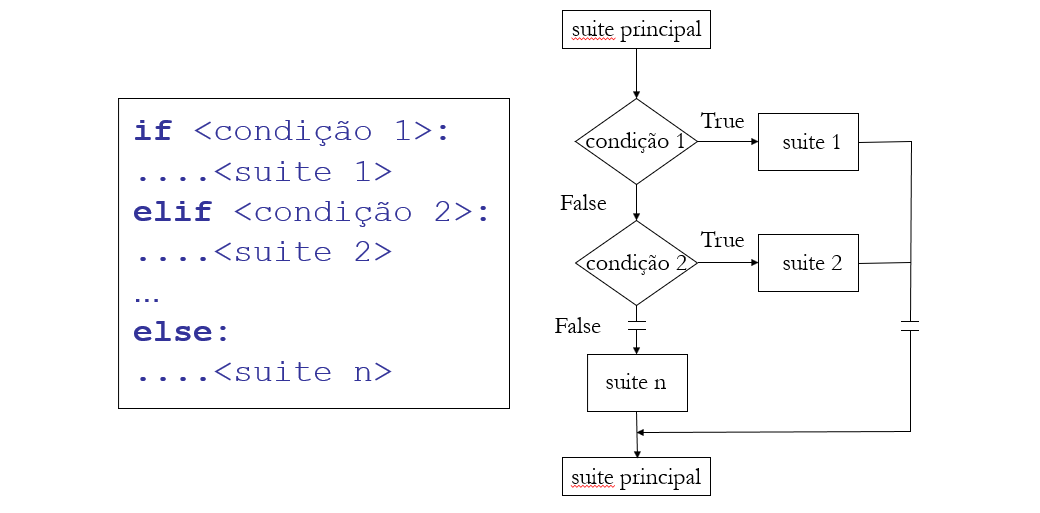 if <condição 1>:
....<suite 1>
elif <condição 2>:
....<suite 2>
...
else:
....<suite n>
suite principal
condição 1
True
suite 1
False
condição 2
True
suite 2
False
suite n
suite principal